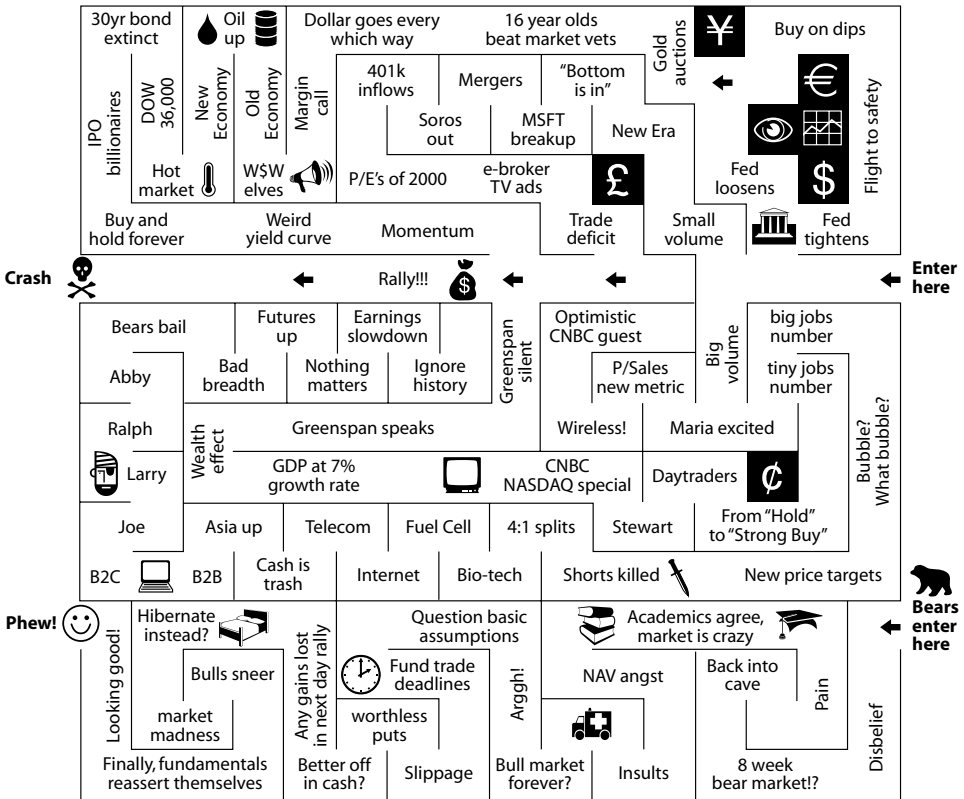 30yr bond
extinct
Oil
up
Dollar goes every
which way
16 year olds
beat market vets
Gold
auctions
¥
Buy on dips
IPO
billionaires
DOW
36,000
New
Economy
Old
Economy
Margin
call
401k
inflows
Mergers
“Bottom
is in”
€
Flight to safety
Soros
out
MSFT
breakup
New Era
Hot
market
W$W
elves
P/E’s of 2000
e-broker
TV ads
£
Fed
loosens
$
Buy and
hold forever
Weird
yield curve
Momentum
Trade
deficit
Small
volume
Fed
tightens
Crash
Rally!!!
$
Enter
here
Bears bail
Futures
up
Earnings
slowdown
Greenspan
silent
Optimistic
CNBC guest
Big
volume
big jobs
number
Abby
Bad
breadth
Nothing
matters
Ignore
history
P/Sales
new metric
tiny jobs
number
Bubble?
What bubble?
Ralph
Wealth
effect
Greenspan speaks
Wireless!
Maria excited
Larry
GDP at 7%
growth rate
CNBC
NASDAQ special
Daytraders
¢
Joe
Asia up
Telecom
Fuel Cell
4:1 splits
Stewart
From “Hold”
to “Strong Buy”
B2C
B2B
Cash is
trash
Internet
Bio-tech
Shorts killed
New price targets
Phew!
Looking good!
Hibernate
instead?
Any gains lost
in next day rally
Question basic
assumptions
Academics agree,
market is crazy
Bears
enter
here
Bulls sneer
Fund trade
deadlines
Arggh!
NAV angst
Back into
cave
Pain
Disbelief
market
madness
worthless
puts
Finally, fundamentals
reassert themselves
Better off
in cash?
Slippage
Bull market
forever?
Insults
8 week
bear market!?